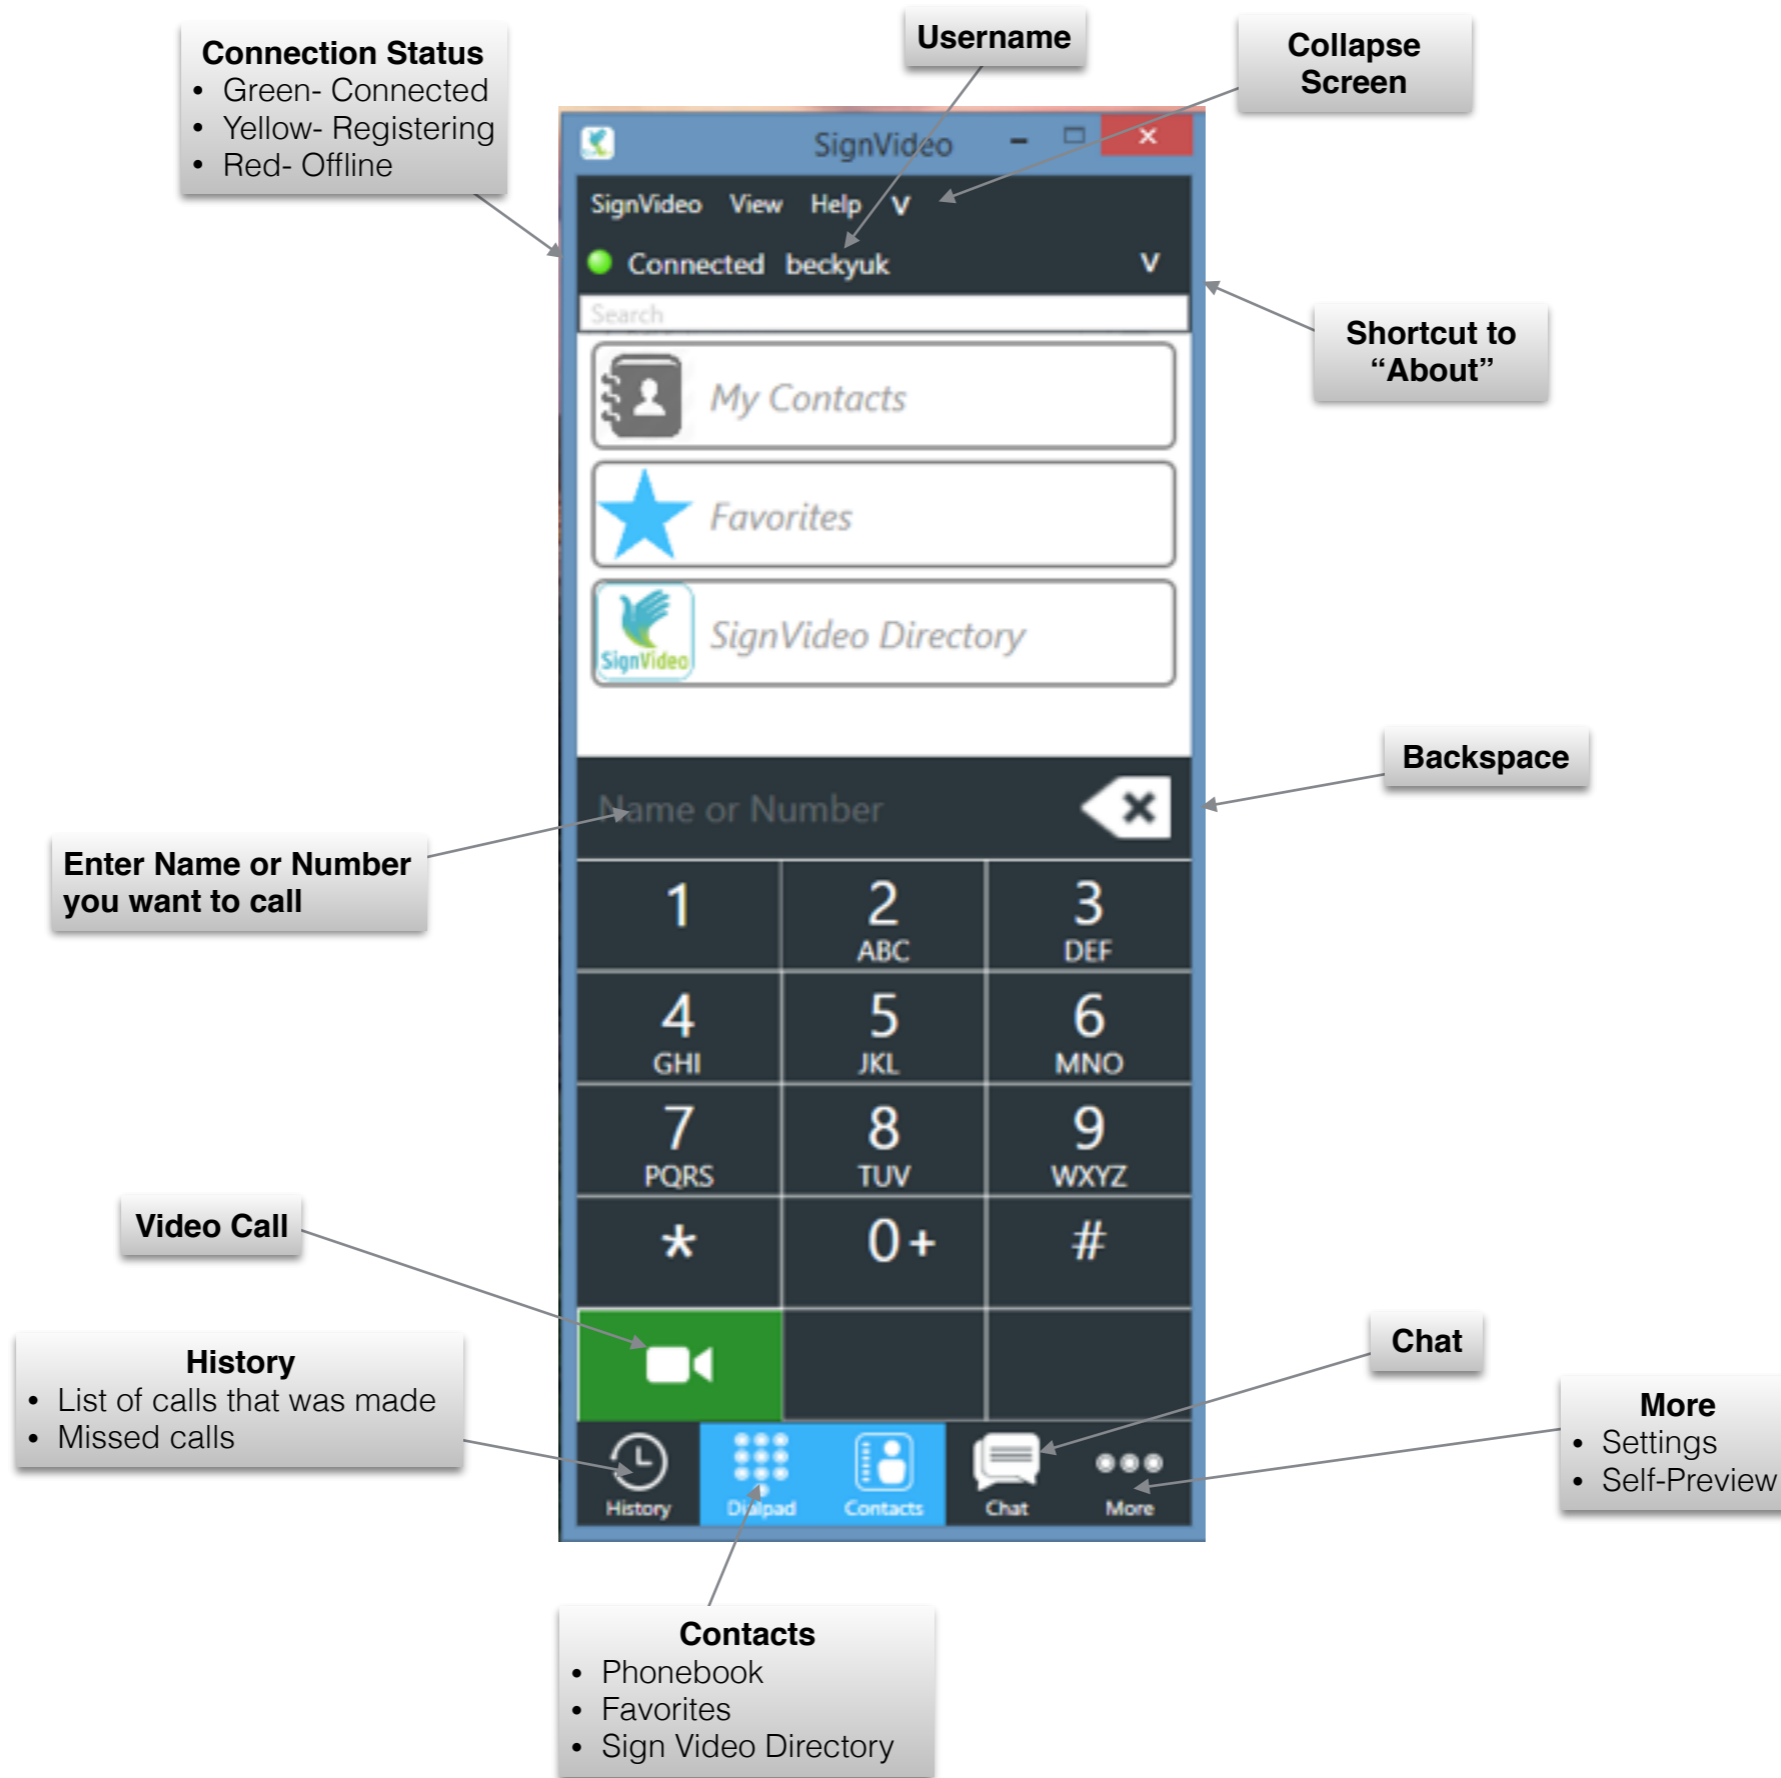 Connection Status
• Green- Connected
• Yellow- Registering
• Red- Offline
Username
Collapse
Screen
SignVideo
SignVideo View Help V
Connected beckyuk V
Search
Shortcut to
“About”
My Contacts
Favorites
SignVideo
SignVideo Directory
Backspace
Name or Number
Enter Name or Number
you want to call
1 2 3
ABC DEF
4 5 6
GHI JKL MNO
7 8 9
PQRS TUV WXYZ
* 0+ #
Video Call
Chat
History
• List of calls that was made
• Missed calls
More
• Settings
• Self-Preview
History Dialpad Contacts Chat More
Contacts
• Phonebook
• Favorites
• Sign Video Directory